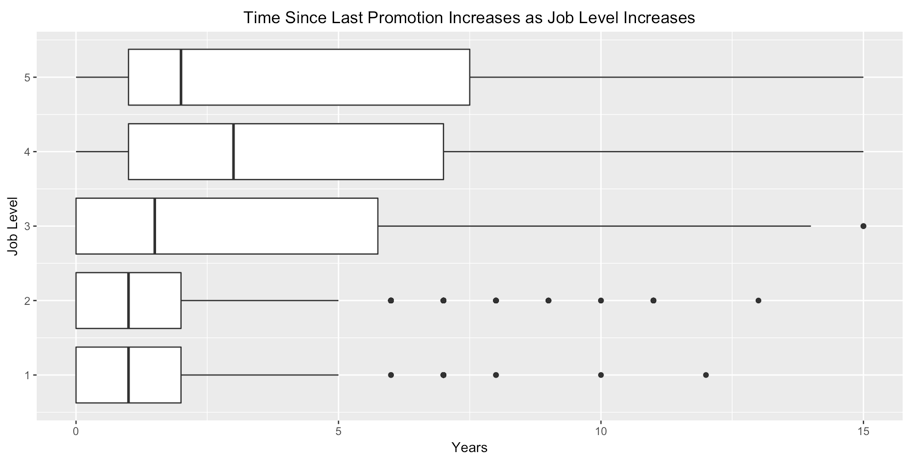 Time Since Last Promotion Increases as Job Level Increases
Job Level
5
4
3
2
1
0 5 10 15
Years